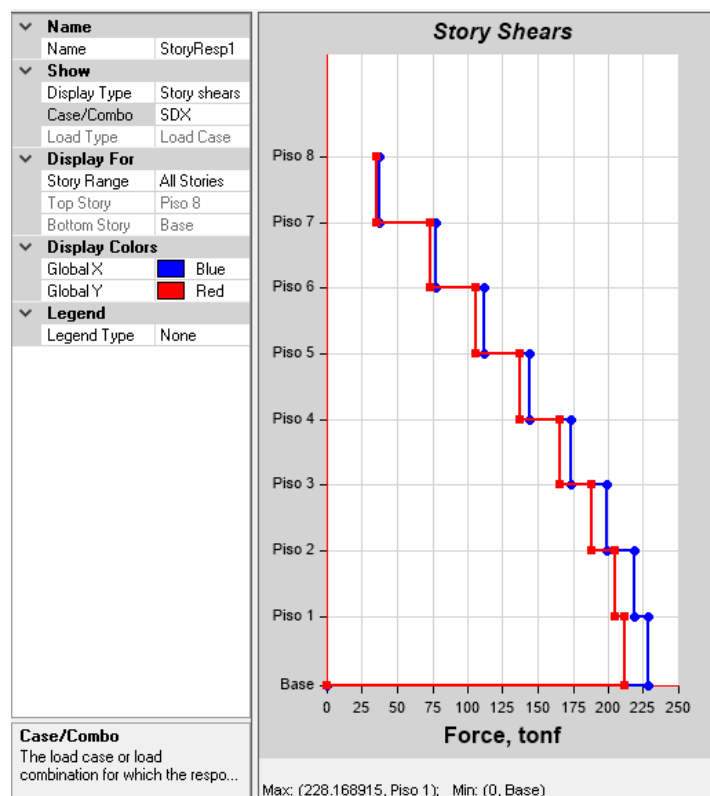 Name
Name StoryResp1
Show
Display Type Story shears
Case/Combo SDX
Load Type Load Case
Display For
Story Range All Stories
Top Story Piso 8
Bottom Story Base
Display Colors
Global X Blue
Global Y Red
Legend
Legend Type None
Case/Combo
The load case or load
combination for which the respo...
Story Shears
Piso 8
Piso 7
Piso 6
Piso 5
Piso 4
Piso 3
Piso 2
Piso 1
Base
0 25 50 75 100 125 150 175 200 225 250
Force, tonf
Max: (228.168915, Piso 1); Min: (0, Base)